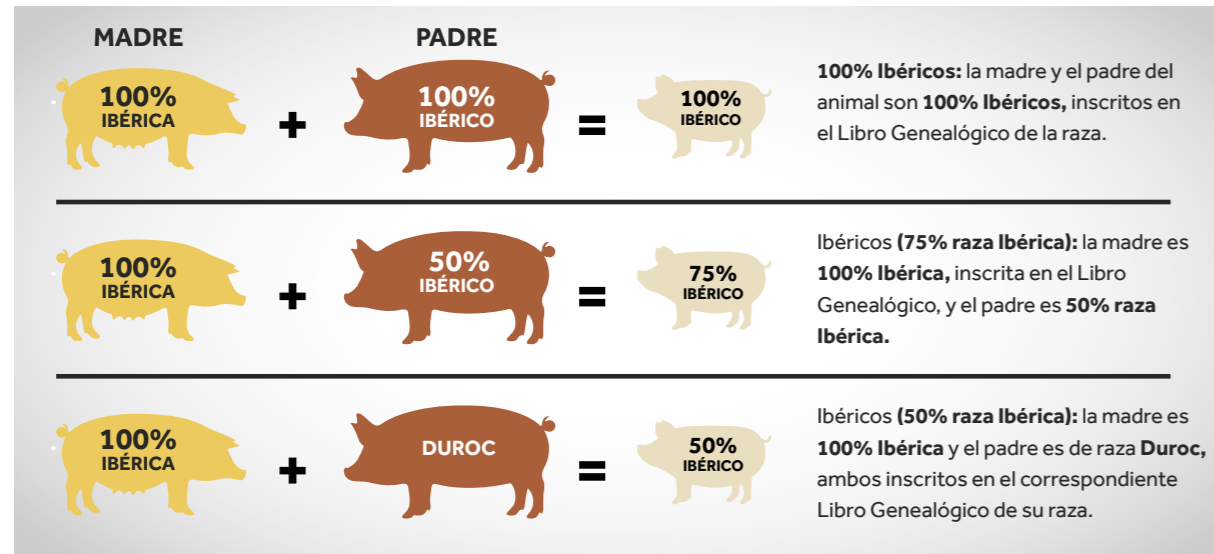 MADRE
PADRE
100%
IBÉRICA
+
100%
IBÉRICO
=
100%
IBÉRICO
100% Ibéricos: la madre y el padre del
animal son 100% Ibéricos, inscritos en
el Libro Genealógico de la raza.
100%
IBÉRICA
+
50%
IBÉRICO
=
75%
IBÉRICO
Ibéricos (75% raza Ibérica): la madre es
100% Ibérica, inscrita en el Libro
Genealógico, y el padre es 50% raza
Ibérica.
100%
IBÉRICA
+
DUROC
=
50%
IBÉRICO
Ibéricos (50% raza Ibérica): la madre es
100% Ibérica y el padre es de raza Duroc,
ambos inscritos en el correspondiente
Libro Genealógico de su raza.